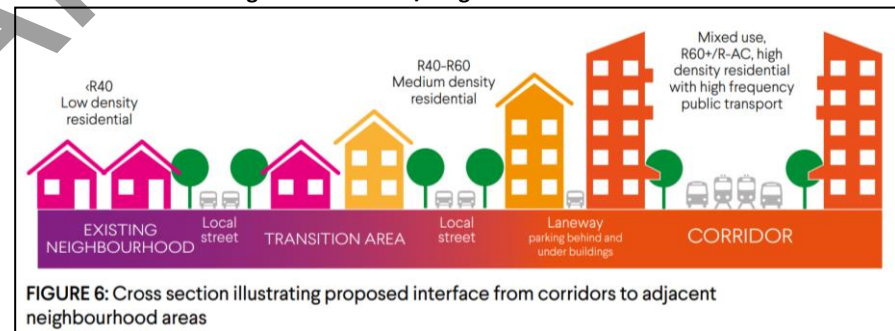 ‹R40
Low density
residential
R40–R60
Medium density
residential
Mixed use,
R60+/R-AC, high
density residential
with high frequency
public transport
EXISTING
NEIGHBOURHOOD
Local
street
TRANSITION AREA
Local
street
Laneway
parking behind and
under buildings
CORRIDOR
FIGURE 6: Cross section illustrating proposed interface from corridors to adjacent
neighbourhood areas